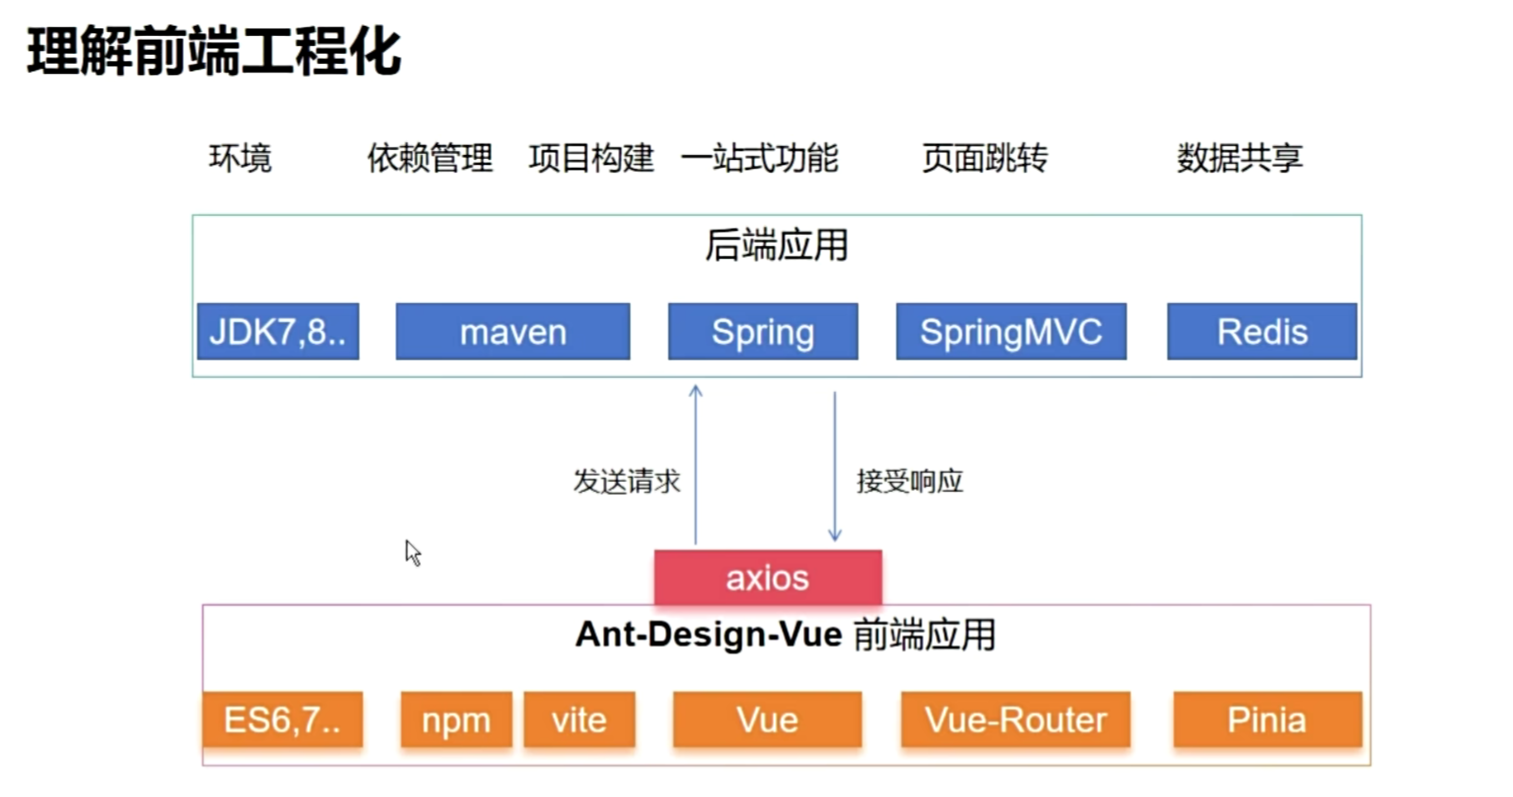 理解前端工程化
环境 依赖管理 项目构建 一站式功能 页面跳转 数据共享
后端应用
JDK7,8.. maven Spring SpringMVC Redis
发送请求 接受响应
axios
Ant-Design-Vue 前端应用
ES6,7.. npm vite Vue Vue-Router Pinia